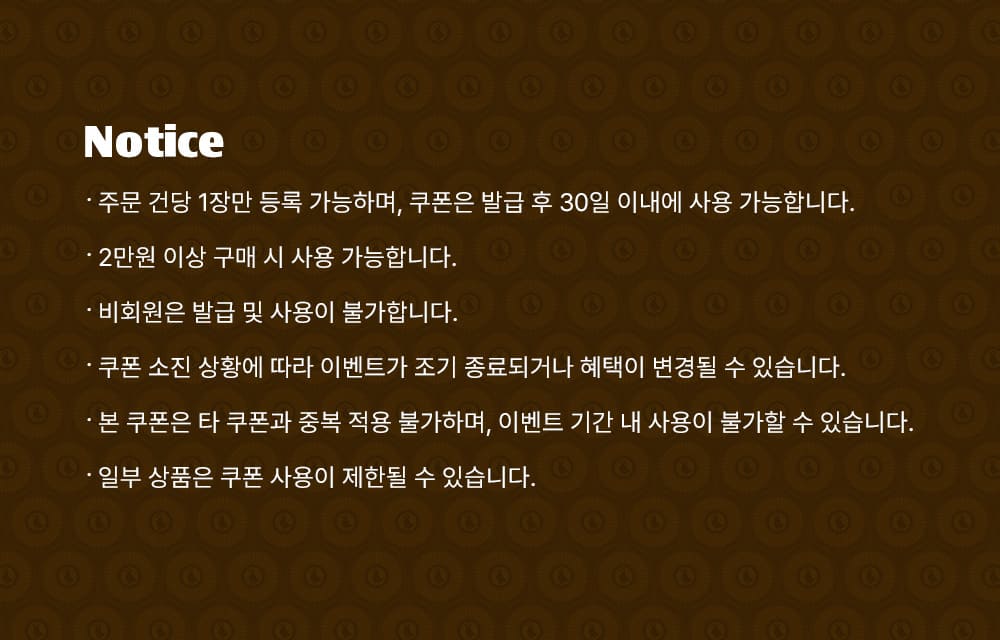 Notice
· 주문 건당 1장만 등록 가능하며, 쿠폰은 발급 후 30일 이내에 사용 가능합니다.
· 2만원 이상 구매 시 사용 가능합니다.
· 비회원은 발급 및 사용이 불가합니다.
· 쿠폰 소진 상황에 따라 이벤트가 조기 종료되거나 혜택이 변경될 수 있습니다.
· 본 쿠폰은 타 쿠폰과 중복 적용 불가하며, 이벤트 기간 내 사용이 불가할 수 있습니다.
· 일부 상품은 쿠폰 사용이 제한될 수 있습니다.